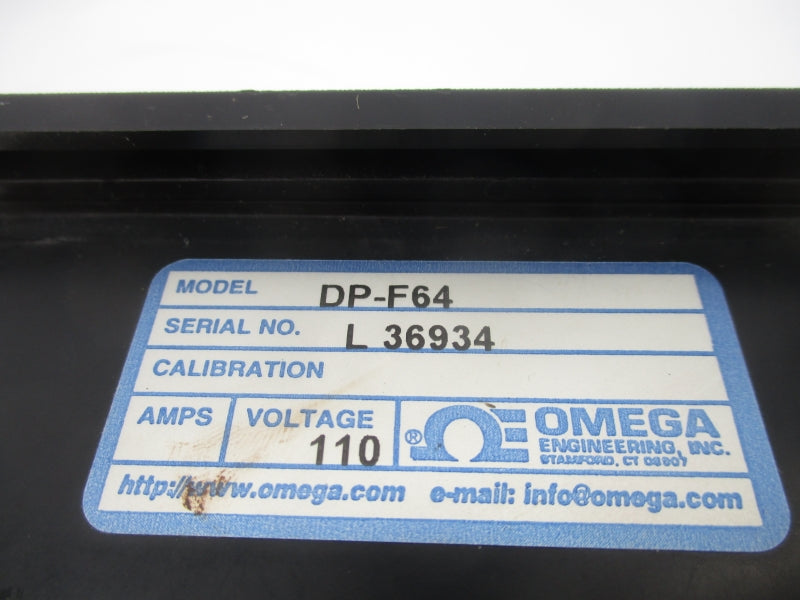 MODEL DP-F64
SERIAL NO. L 36934
CALIBRATION
AMPS VOLTAGE 110
® OMEGA
ENGINEERING, INC.
STAMFORD, CT 06907
http://www.omega.com e-mail: info@omega.com